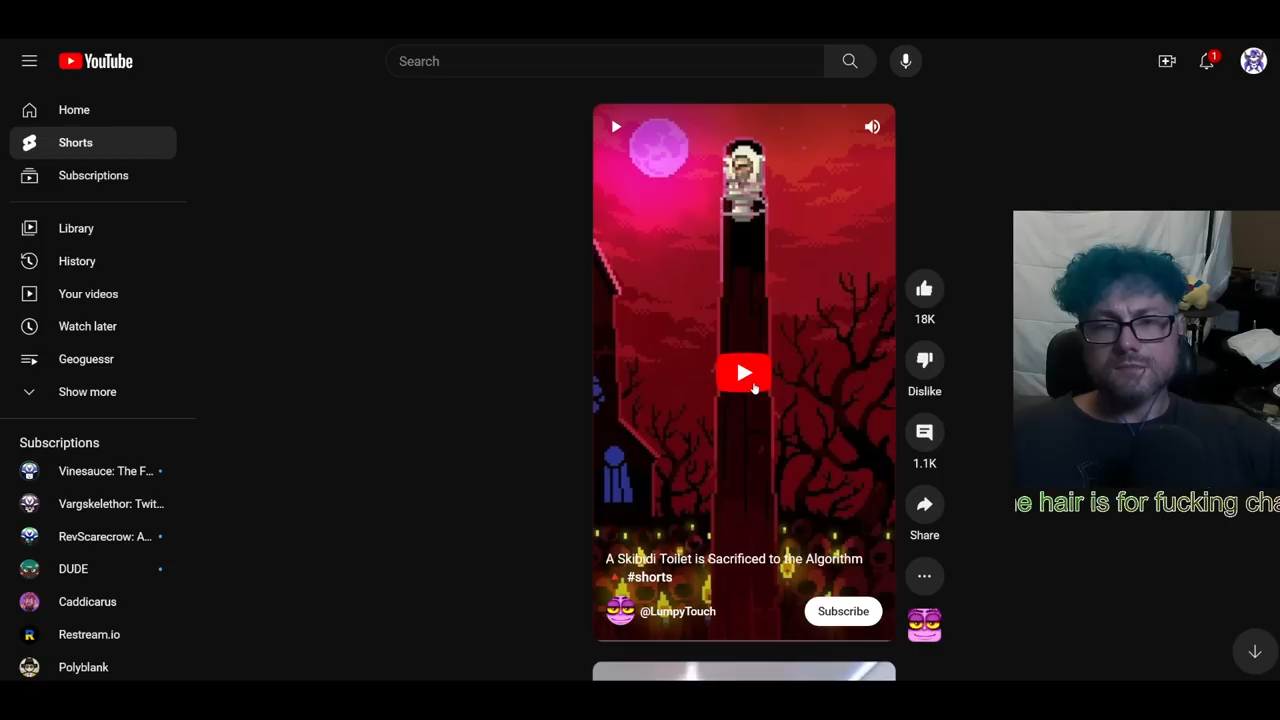 YouTube
Search
1
Home
Shorts
Subscriptions
Library
History
Your videos
Watch later
Geoguessr
Show more
Subscriptions
Vinesauce: The F...
Vargskelethor: Twit...
RevScarecrow: A...
DUDE
Caddicarus
Restream.io
Polyblank
18K
Dislike
1.1K
Share
A Skibidi Toilet is Sacrificed to the Algorithm
#shorts
@LumpyTouch
Subscribe
hair is for fucking